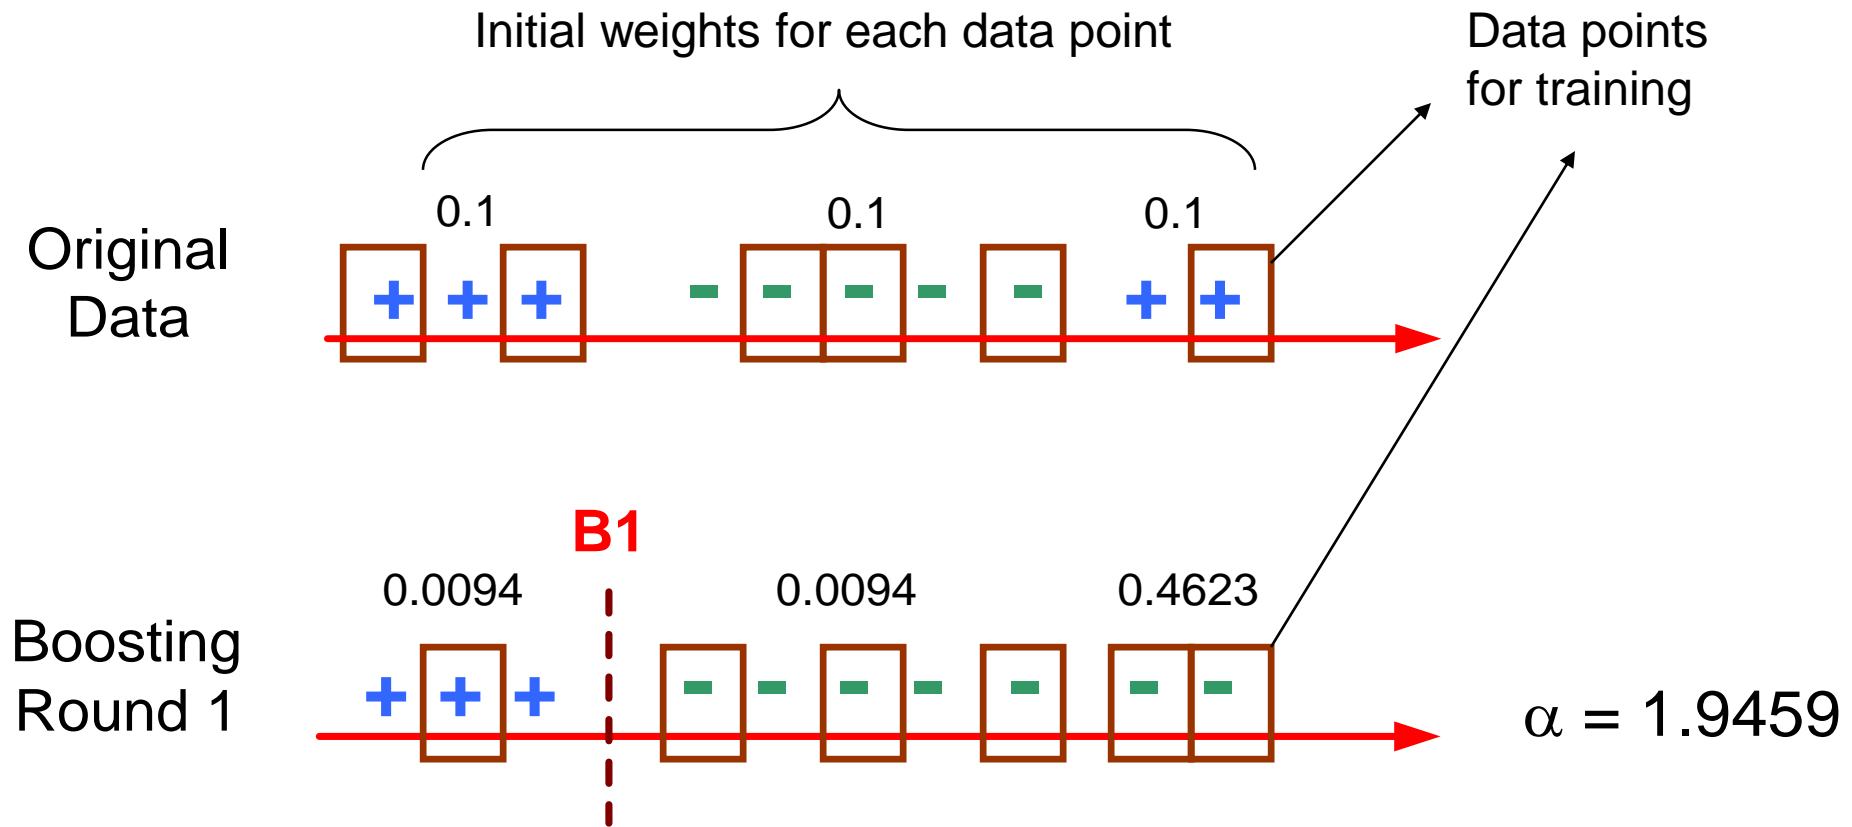 Initial weights for each data point
Data points
for training
Original
Data
0.1 0.1 0.1
+ + + - - - - - + +
B1
Boosting
Round 1
0.0094 0.0094 0.4623
+ + + - - - - - - -
α = 1.9459